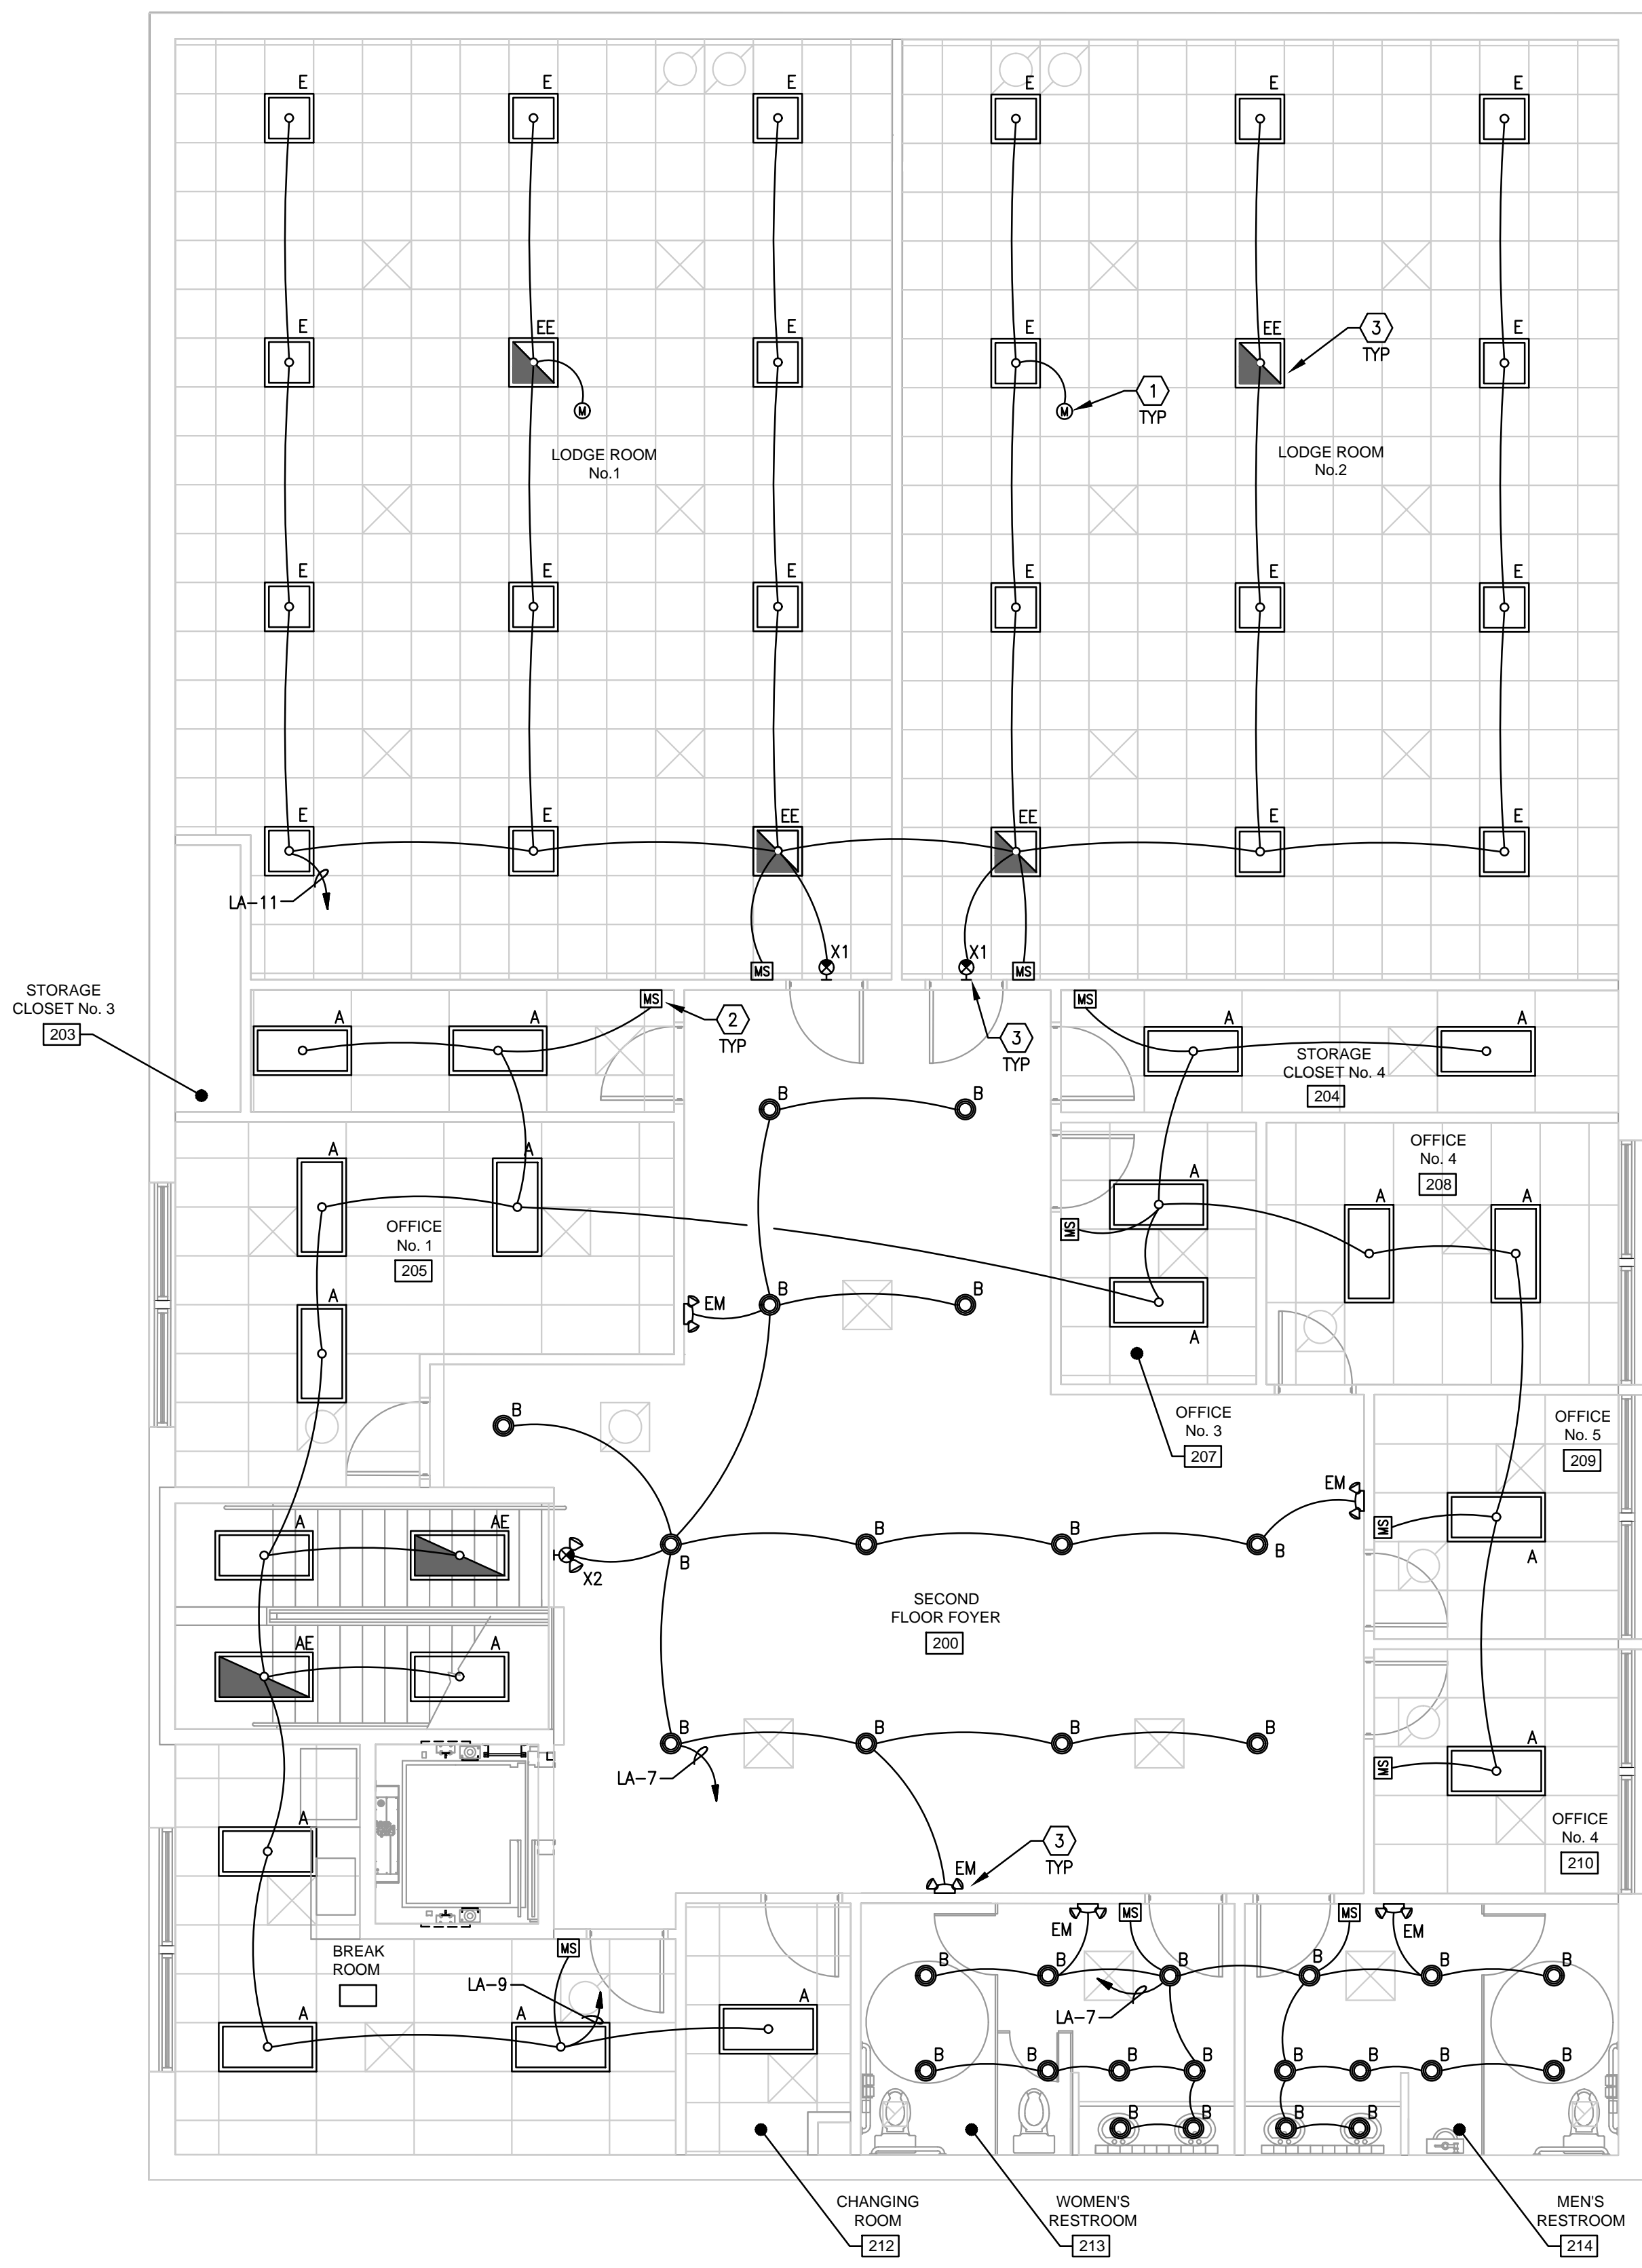 E E E E E E
E EE E E EE E
3
TYP
M
M
1
TYP
LODGE ROOM
No.1
LODGE ROOM
No.2
E E E E E E
E E EE EE E E
LA-11
X1 X1
MS MS
STORAGE
CLOSET No. 3
203
MS
2
TYP
3
TYP
MS
A A A A
STORAGE
CLOSET No. 4
204
B B
A A
OFFICE
No. 4
208
A
A A
MS
OFFICE
No. 1
205
A
EM
B B
A
B
OFFICE
No. 3
207
OFFICE
No. 5
209
EM
MS
A AE
X2
B
B B B
A
SECOND
FLOOR FOYER
200
AE A
B B B B
A
MS
LA-7
OFFICE
No. 4
210
A
3
TYP
EM
EM
MS
MS
EM
BREAK
ROOM
MS
LA-9
B B B B B B
LA-7
A A A
B B B B B B B B
B B B B
CHANGING
ROOM
212
WOMEN'S
RESTROOM
213
MEN'S
RESTROOM
214